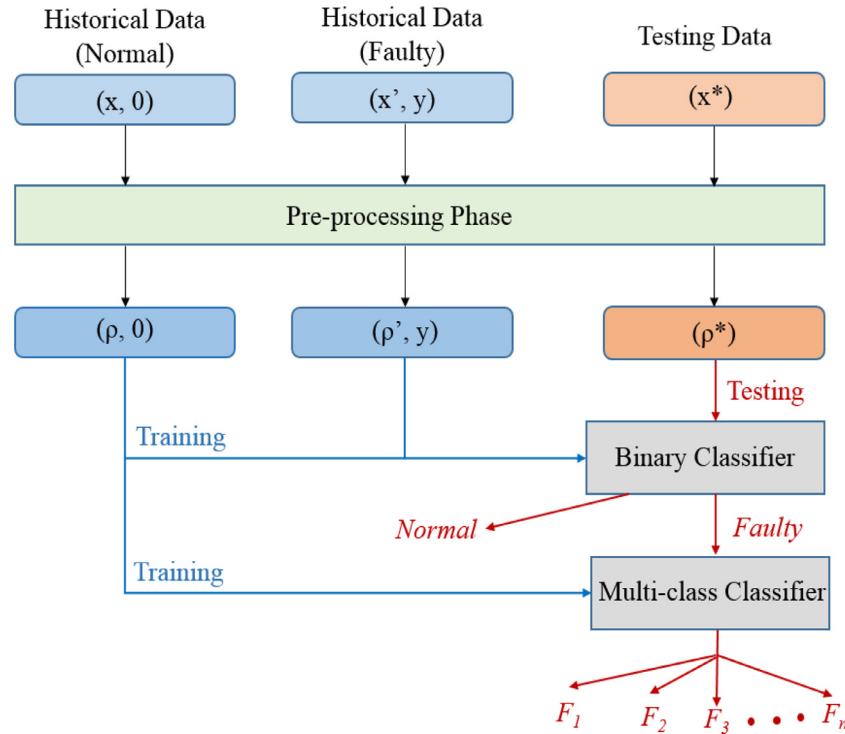 Historical Data
(Normal)
Historical Data
(Faulty)
Testing Data
(x, 0)
(x’, y)
(x*)
Pre-processing Phase
(ρ, 0)
(ρ’, y)
(ρ*)
Testing
Training
Binary Classifier
Normal
Faulty
Training
Multi-class Classifier
F1
F2
F3
• • •
Fn